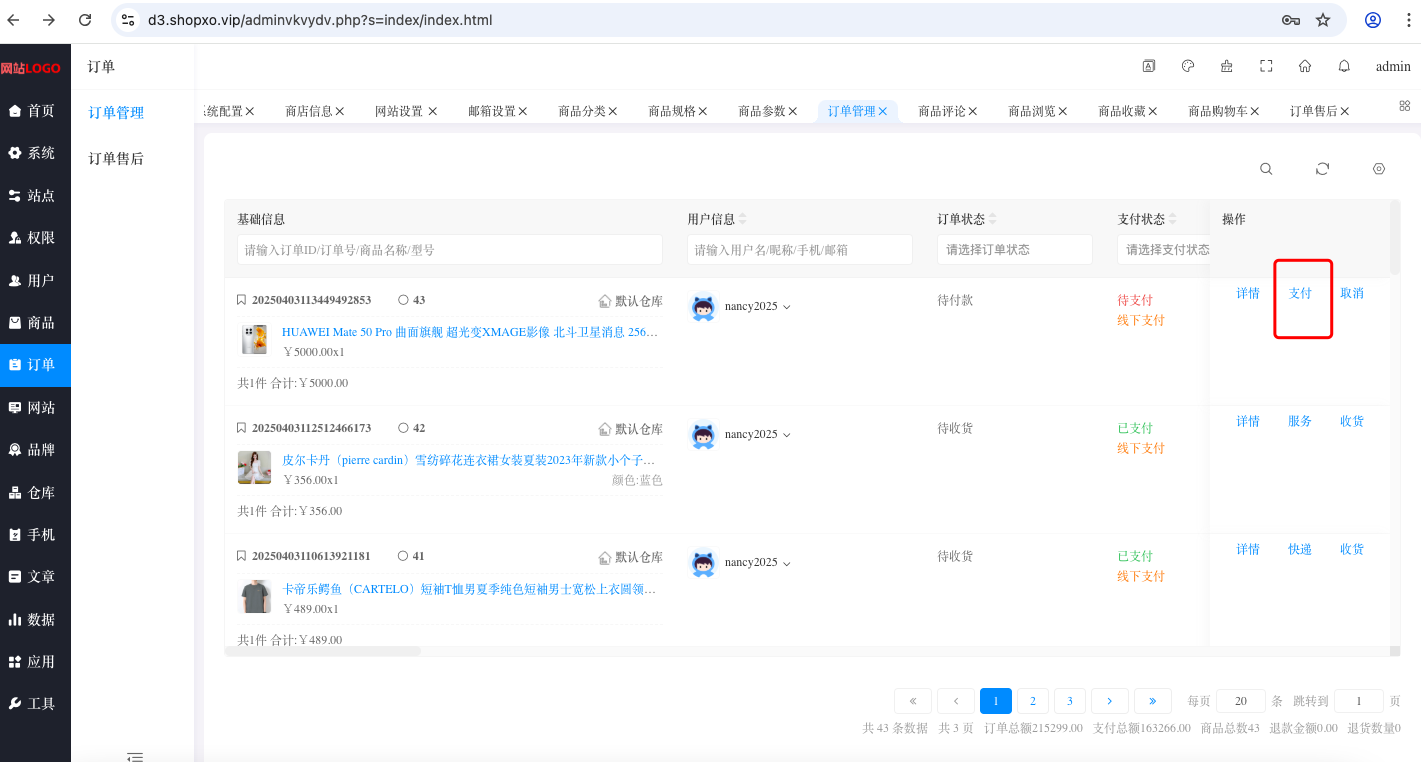 d3.shopxo.vip/adminvkvydv.php?s=index/index.html
网站LOGO
订单
admin
首页
系统
站点
权限
用户
商品
订单
网站
品牌
仓库
手机
文章
数据
应用
工具
订单管理
订单售后
系统配置 商店信息 网站设置 邮箱设置 商品分类 商品规格 商品参数 订单管理 商品评论 商品浏览 商品收藏 商品购物车 订单售后
基础信息 用户信息 订单状态 支付状态 操作
请输入订单ID/订单号/商品名称/型号 请输入用户名/昵称/手机/邮箱 请选择订单状态 请选择支付状态
20250403113449492853 43 默认仓库 nancy2025 待付款 待支付 详情 支付 取消
线下支付
HUAWEI Mate 50 Pro 曲面旗舰 超光变XMAGE影像 北斗卫星消息 256…
￥5000.00x1
共1件 合计:￥5000.00
20250403112512466173 42 默认仓库 nancy2025 待收货 已支付 详情 服务 收货
线下支付
皮尔卡丹（pierre cardin）雪纺碎花连衣裙女装夏装2023年新款小个子…
￥356.00x1 颜色:蓝色
共1件 合计:￥356.00
20250403110613921181 41 默认仓库 nancy2025 待收货 已支付 详情 快递 收货
线下支付
卡帝乐鳄鱼（CARTELO）短袖T恤男夏季纯色短袖男士宽松上衣圆领…
￥489.00x1
共1件 合计:￥489.00
« ‹ 1 2 3 › » 每页 20 条 跳转到 1 页
共 43 条数据 共 3 页 订单总额215299.00 支付总额163266.00 商品总数43 退款金额0.00 退货数量0